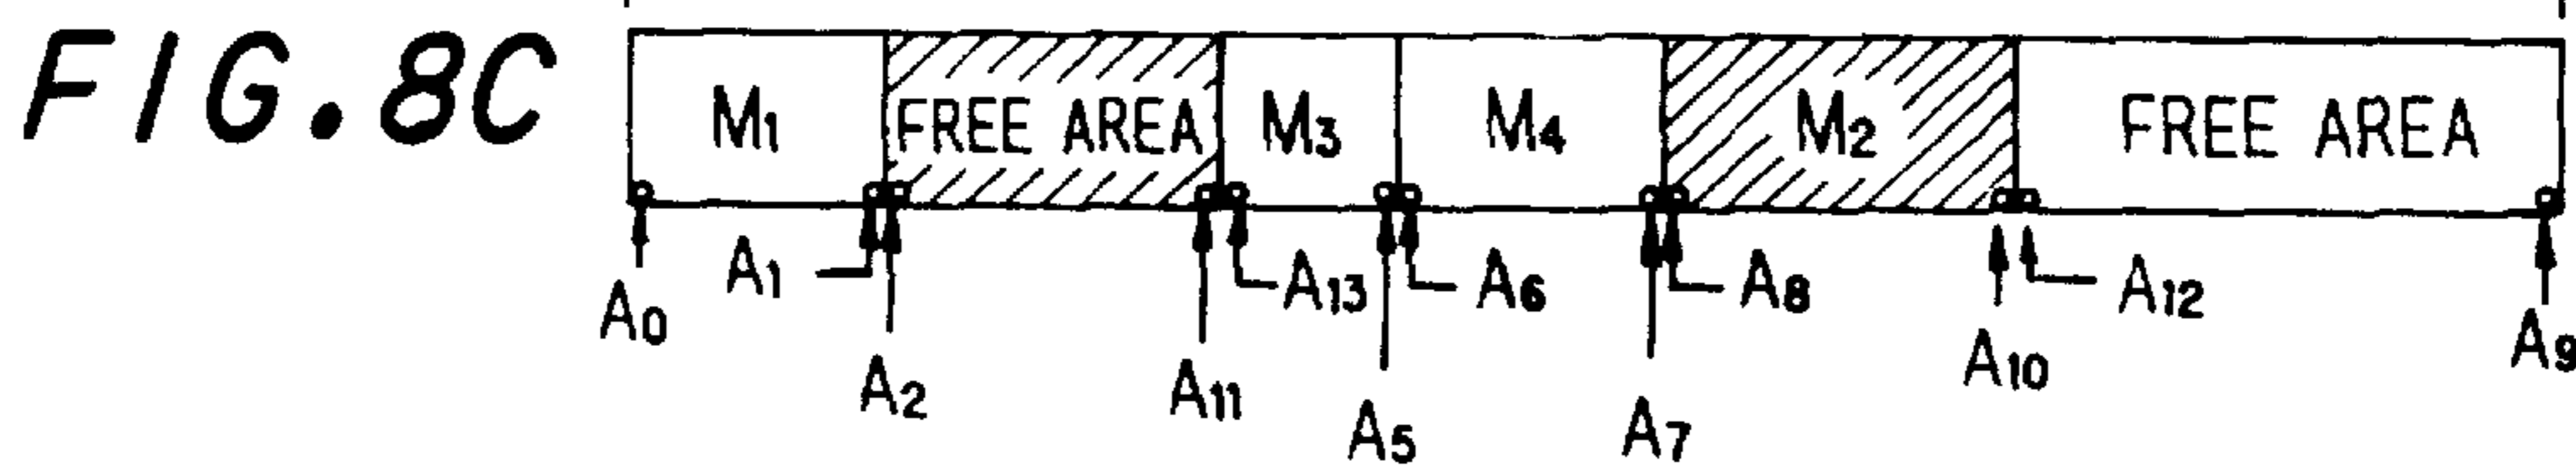 FIG.8C
M1 FREE AREA M3 M4 M2 FREE AREA
A1 A13 A6 A8 A12
A0 A10 A9
A2 A11 A5 A7